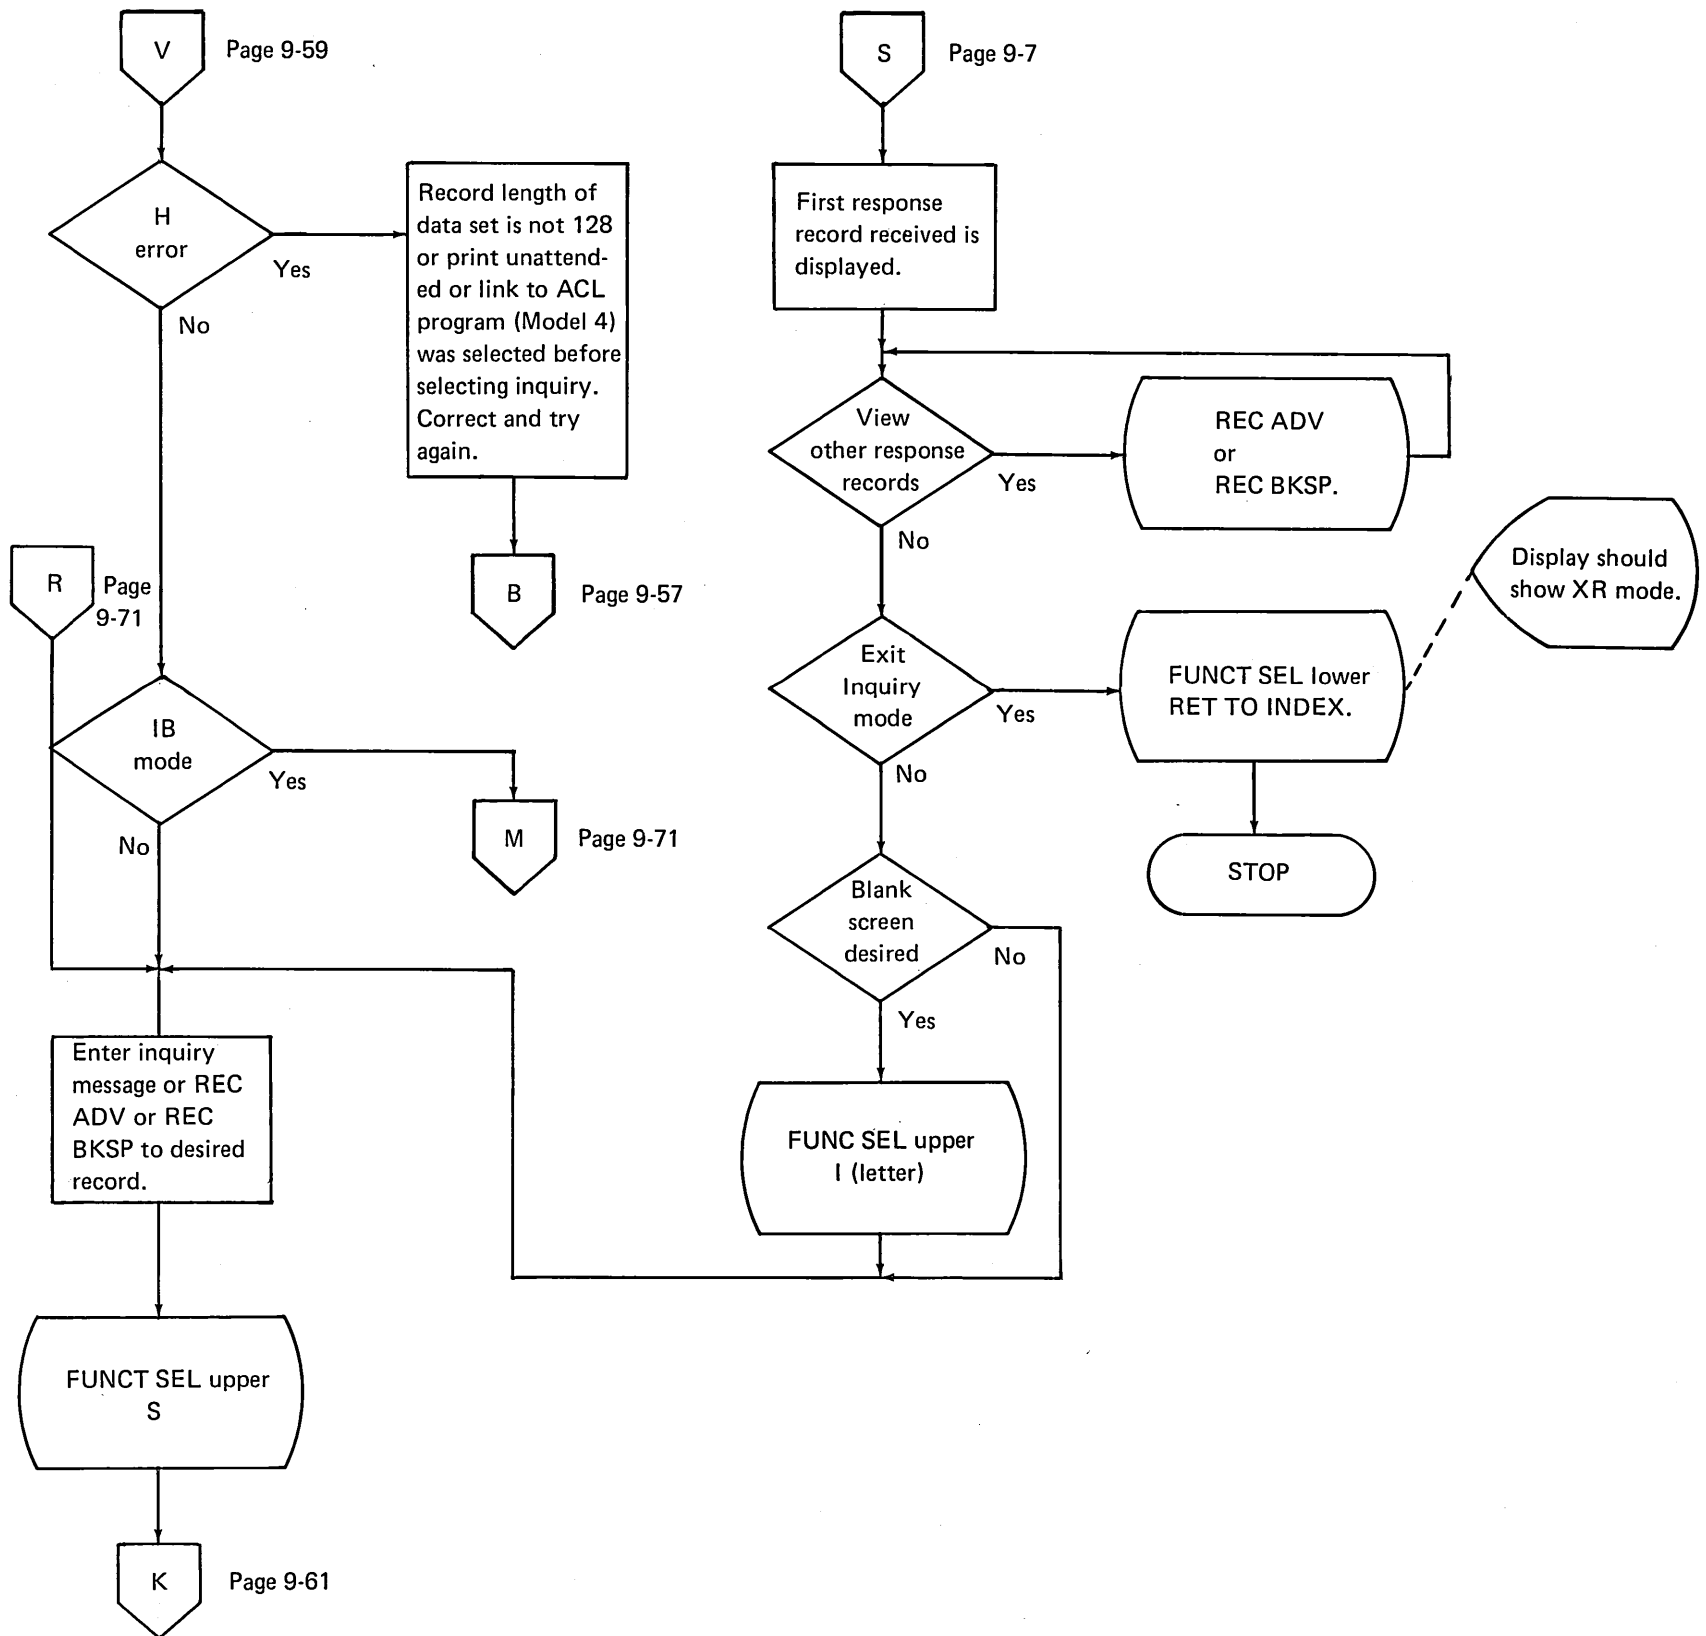 V
Page 9-59
H
error
Yes
No
Record length of
data set is not 128
or print unattend-
ed or link to ACL
program (Model 4)
was selected before
selecting inquiry.
Correct and try
again.
B
Page 9-57
R
Page
9-71
IB
mode
Yes
No
M
Page 9-71
Enter inquiry
message or REC
ADV or REC
BKSP to desired
record.
FUNCT SEL upper
S
K
Page 9-61
S
Page 9-7
First response
record received is
displayed.
View
other response
records
Yes
No
REC ADV
or
REC BKSP.
Exit
Inquiry
mode
Yes
No
FUNCT SEL lower
RET TO INDEX.
Display should
show XR mode.
STOP
Blank
screen
desired
No
Yes
FUNC SEL upper
I (letter)